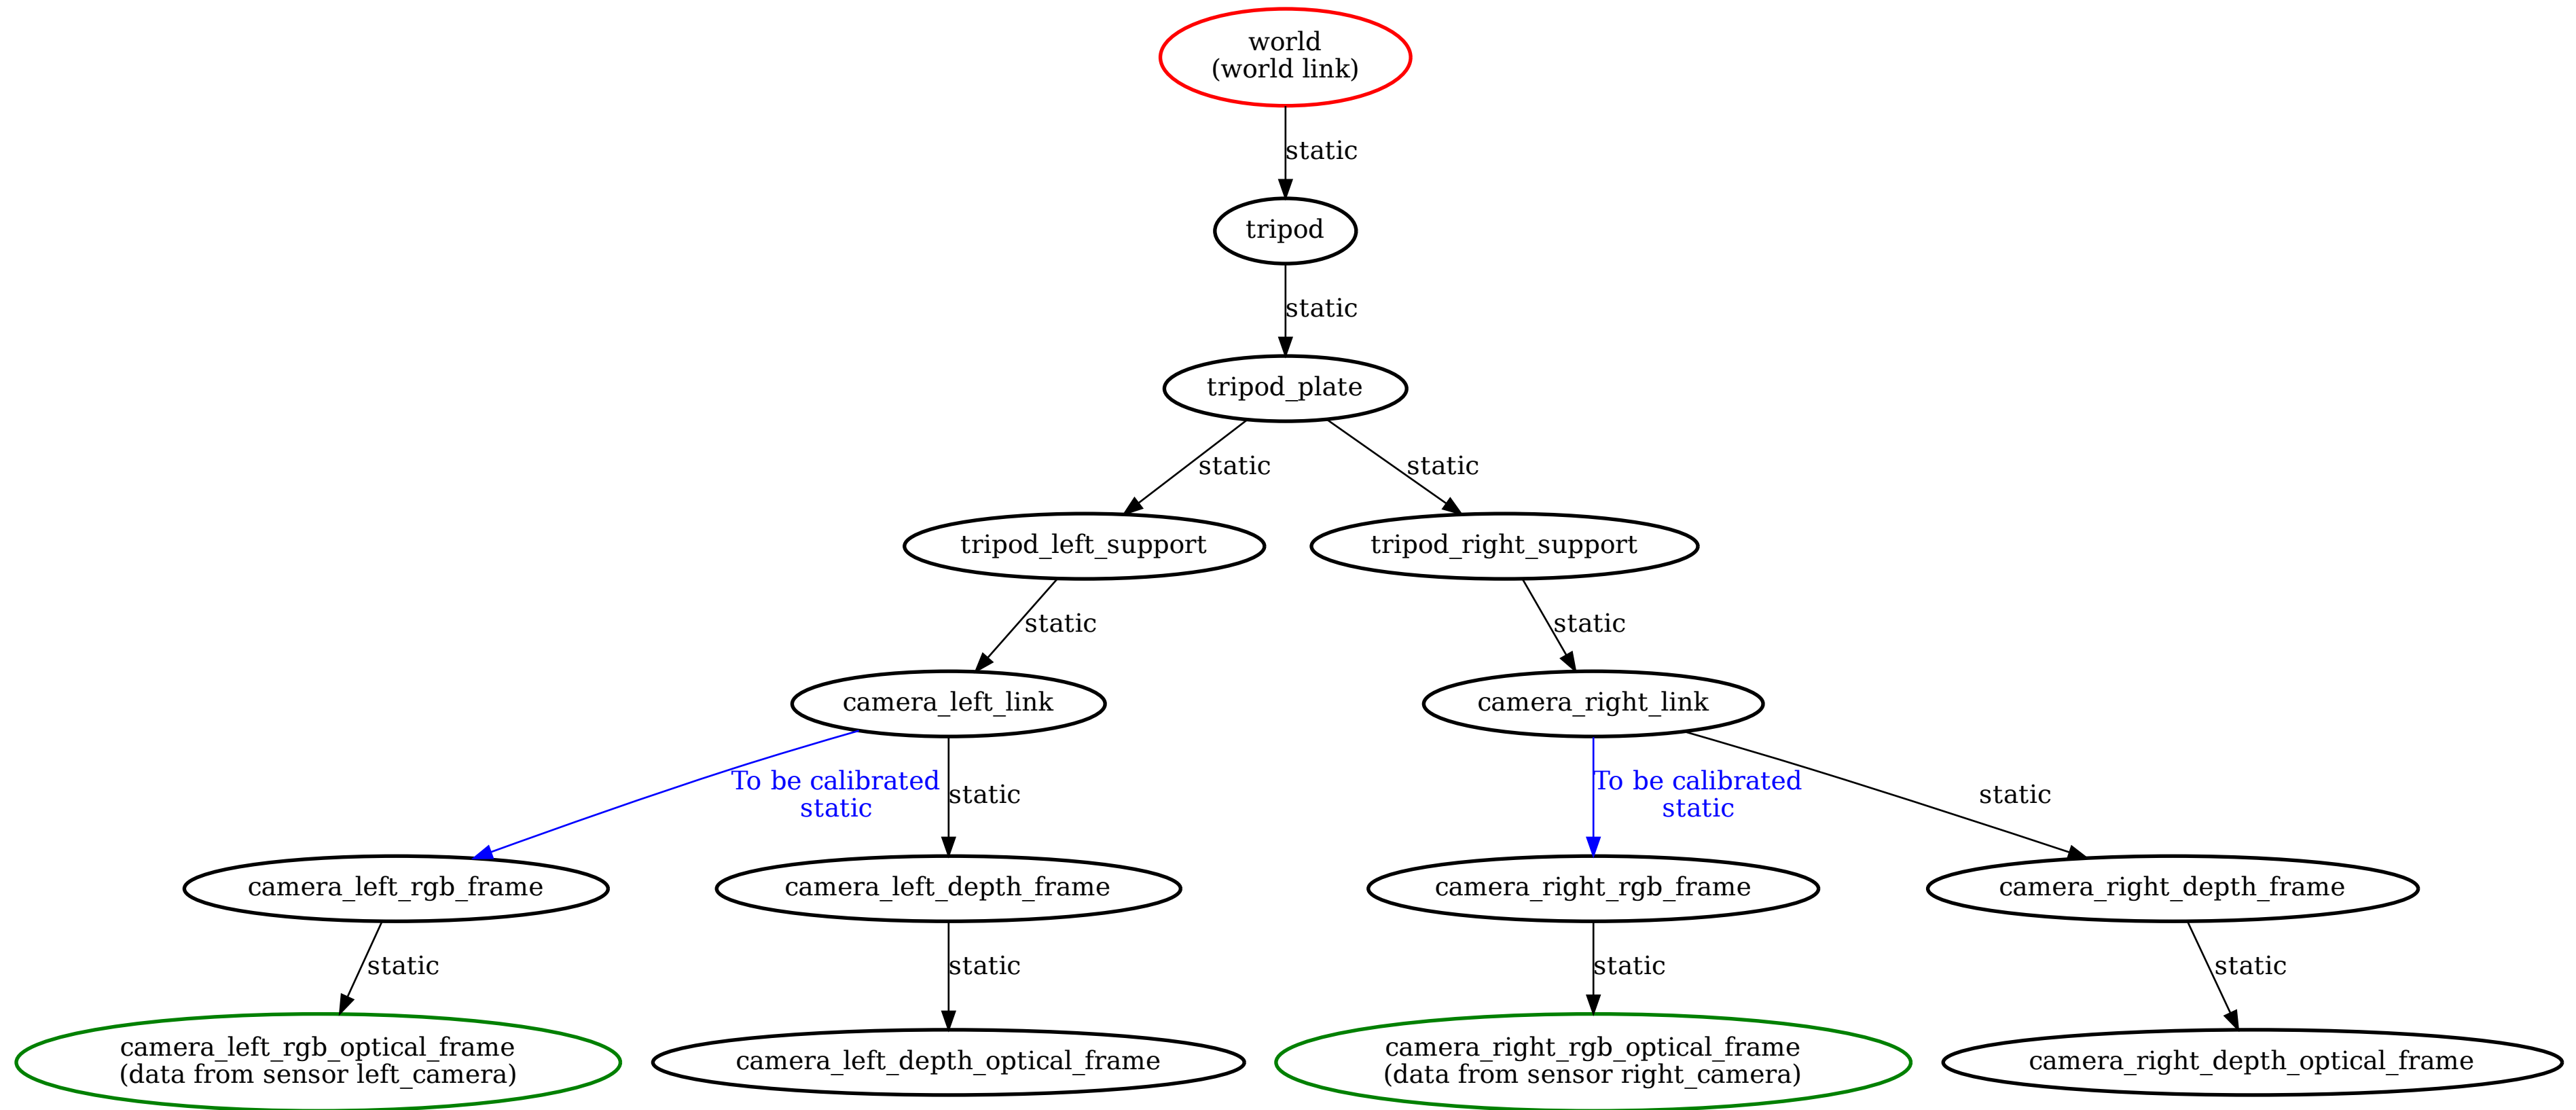 world
(world link)
static
tripod
static
tripod_plate
static
static
tripod_left_support
tripod_right_support
static
static
camera_left_link
camera_right_link
To be calibrated
static
static
To be calibrated
static
static
camera_left_rgb_frame
camera_left_depth_frame
camera_right_rgb_frame
camera_right_depth_frame
static
static
static
static
camera_left_rgb_optical_frame
(data from sensor left_camera)
camera_left_depth_optical_frame
camera_right_rgb_optical_frame
(data from sensor right_camera)
camera_right_depth_optical_frame